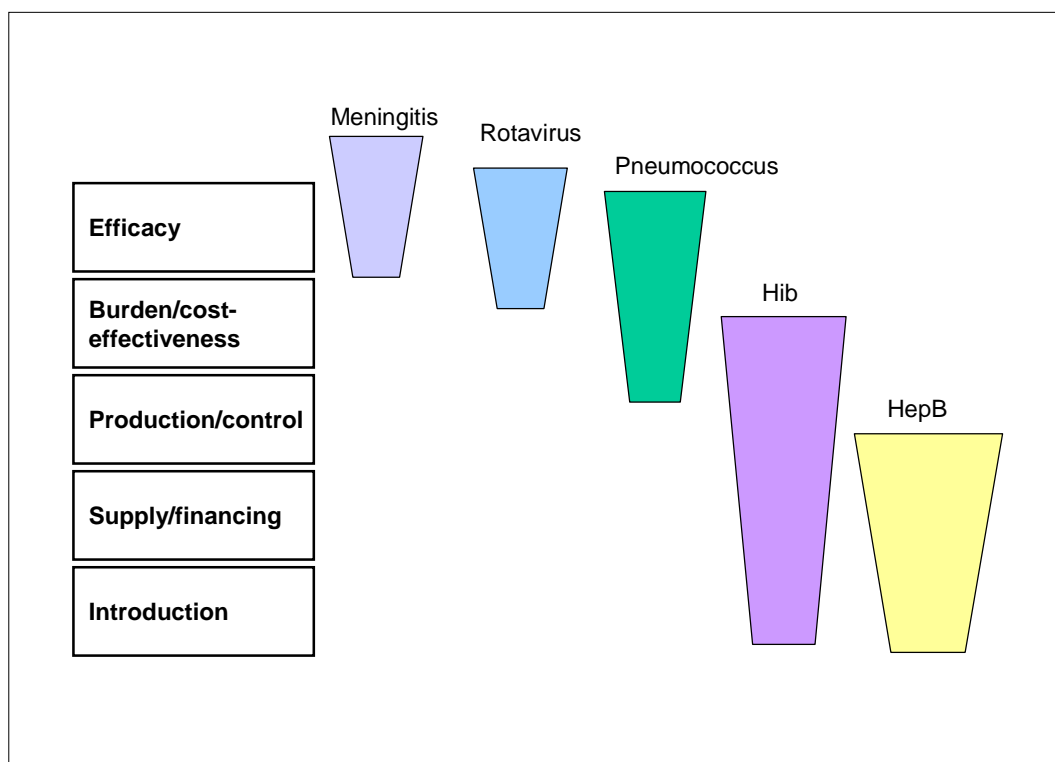 Meningitis
Rotavirus
Pneumococcus
Efficacy
Burden/cost-
effectiveness
Hib
Production/control
HepB
Supply/financing
Introduction